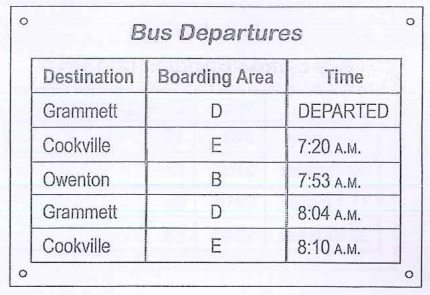 Bus Departures
Destination Boarding Area Time
Grammett D DEPARTED
Cookville E 7:20 A.M.
Owenton B 7:53 A.M.
Grammett D 8:04 A.M.
Cookville E 8:10 A.M.